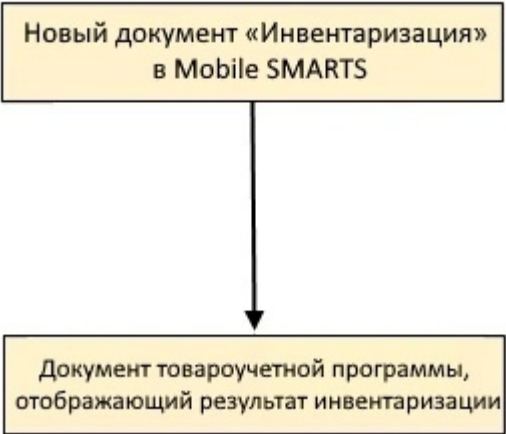 Новый документ «Инвентаризация»
в Mobile SMARTS
Документ товароучетной программы,
отображающий результат инвентаризации